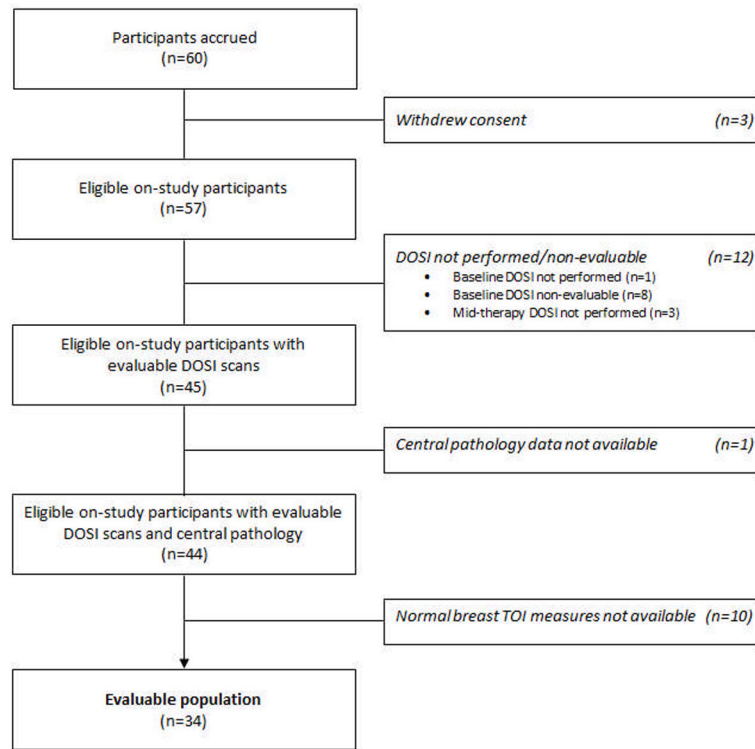 Participants accrued
(n=60)
Withdrew consent (n=3)
Eligible on-study participants
(n=57)
DOSI not performed/non-evaluable (n=12)
• Baseline DOSI not performed (n=1)
• Baseline DOSI non-evaluable (n=8)
• Mid-therapy DOSI not performed (n=3)
Eligible on-study participants with
evaluable DOSI scans
(n=45)
Central pathology data not available (n=1)
Eligible on-study participants with evaluable
DOSI scans and central pathology
(n=44)
Normal breast TOI measures not available (n=10)
Evaluable population
(n=34)